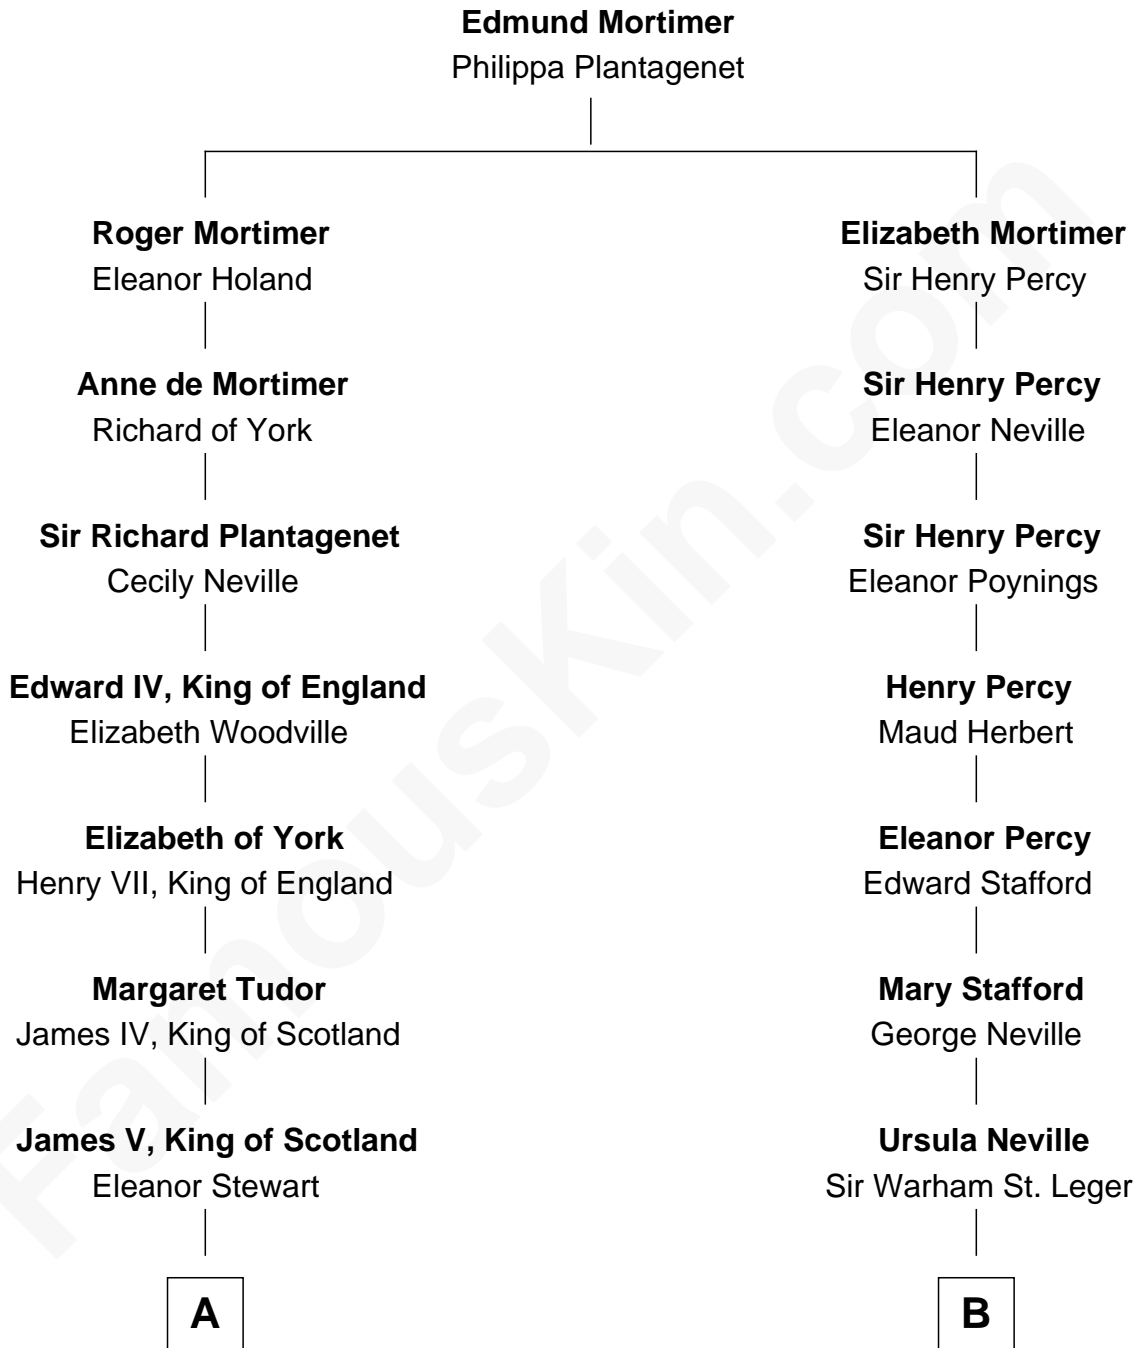 Edmund Mortimer
Philippa Plantagenet
Roger Mortimer
Eleanor Holand
Anne de Mortimer
Richard of York
Sir Richard Plantagenet
Cecily Neville
Edward IV, King of England
Elizabeth Woodville
Elizabeth of York
Henry VII, King of England
Margaret Tudor
James IV, King of Scotland
James V, King of Scotland
Eleanor Stewart
A
Elizabeth Mortimer
Sir Henry Percy
Sir Henry Percy
Eleanor Neville
Sir Henry Percy
Eleanor Poynings
Henry Percy
Maud Herbert
Eleanor Percy
Edward Stafford
Mary Stafford
George Neville
Ursula Neville
Sir Warham St. Leger
B
FamousKin.com